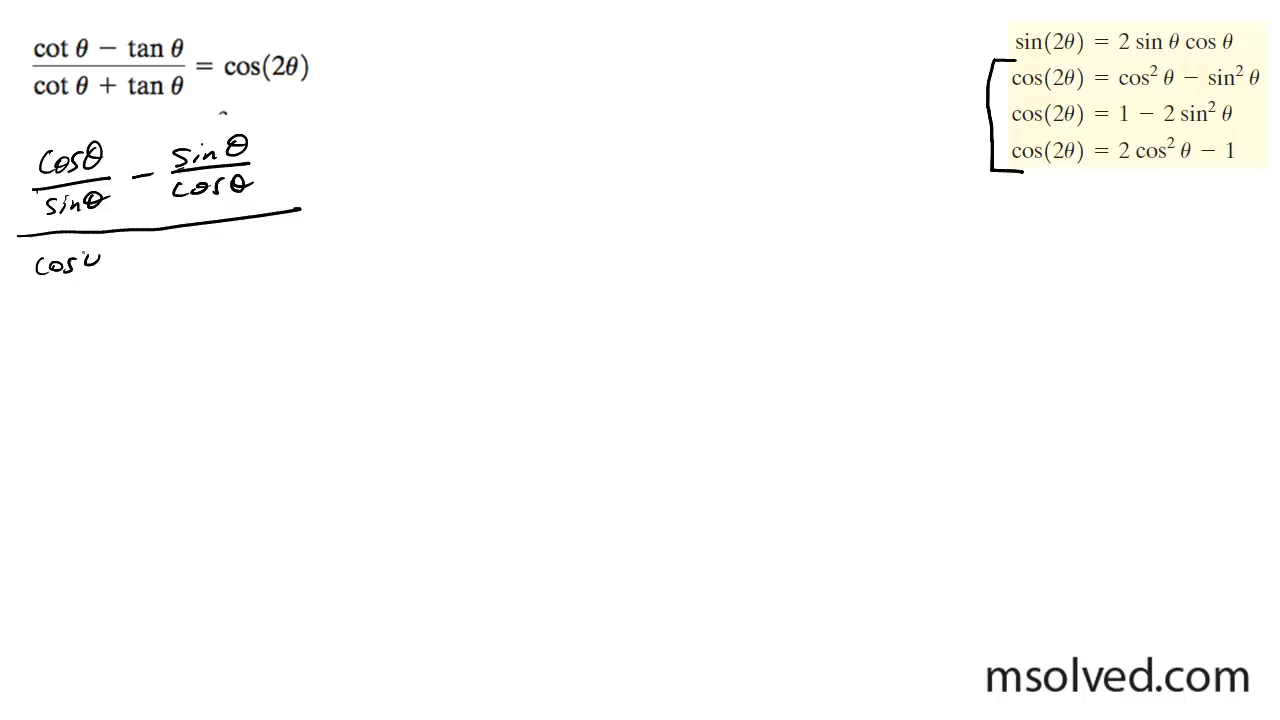 cot θ − tan θ
cot θ + tan θ
= cos(2θ)
cosθ
sinθ
−
sinθ
cosθ
cos
sin(2θ) = 2 sin θ cos θ
cos(2θ) = cos² θ − sin² θ
cos(2θ) = 1 − 2 sin² θ
cos(2θ) = 2 cos² θ − 1
msolved.com